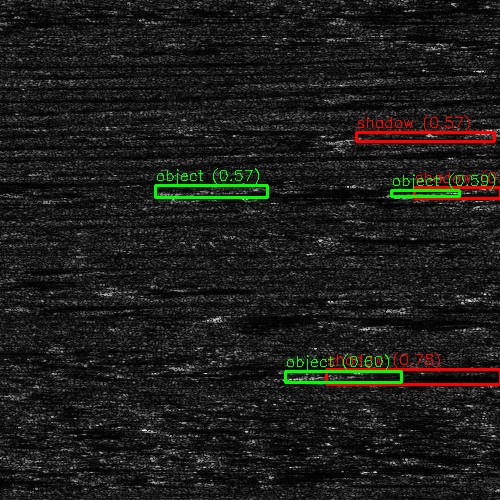 shadow (0.57)
object (0.57)
object (0.59)
object (0.60)
(0.78)